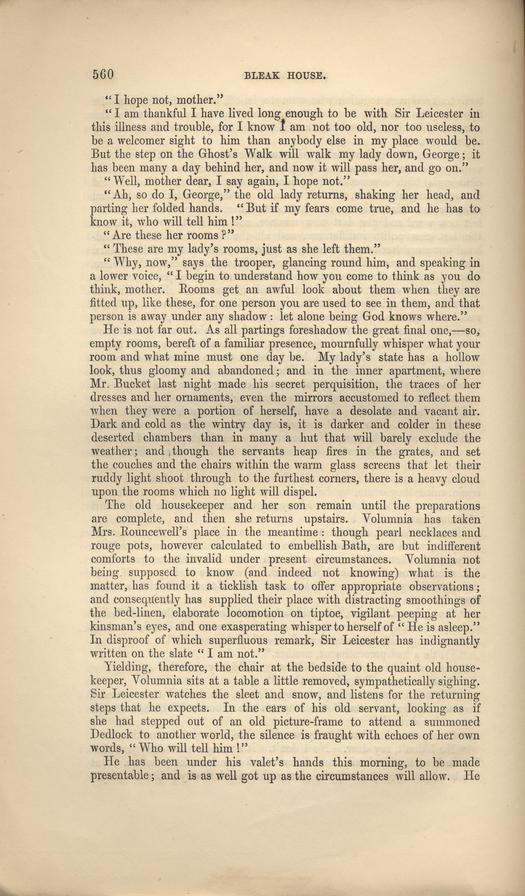 560 BLEAK HOUSE.
“ I hope not, mother.”
“ I am thankful I have lived long enough to be with Sir Leicester in
this illness and trouble, for I know I am not too old, nor too useless, to
be a welcomer sight to him than anybody else in my place would be.
But the step on the Ghost’s Walk will walk my lady down, George ; it
has been many a day behind her, and now it will pass her, and go on.”
“ Well, mother dear, I say again, I hope not.”
“ Ah, so do I, George,” the old lady returns, shaking her head, and
parting her folded hands. “ But if my fears come true, and he has to
know it, who will tell him !”
“ Are these her rooms ?”
“ These are my lady’s rooms, just as she left them.”
“ Why, now,” says the trooper, glancing round him, and speaking in
a lower voice, “ I begin to understand how you come to think as you do
think, mother. Rooms get an awful look about them when they are
fitted up, like these, for one person you are used to see in them, and that
person is away under any shadow : let alone being God knows where.”
He is not far out. As all partings foreshadow the great final one,—so,
empty rooms, bereft of a familiar presence, mournfully whisper what your
room and what mine must one day be. My lady’s state has a hollow
look, thus gloomy and abandoned ; and in the inner apartment, where
Mr. Bucket last night made his secret perquisition, the traces of her
dresses and her ornaments, even the mirrors accustomed to reflect them
when they were a portion of herself, have a desolate and vacant air.
Dark and cold as the wintry day is, it is darker and colder in these
deserted chambers than in many a hut that will barely exclude the
weather ; and though the servants heap fires in the grates, and set
the couches and the chairs within the warm glass screens that let their
ruddy light shoot through to the furthest corners, there is a heavy cloud
upon the rooms which no light will dispel.
The old housekeeper and her son remain until the preparations
are complete, and then she returns upstairs. Volumnia has taken
Mrs. Rouncewell’s place in the meantime : though pearl necklaces and
rouge pots, however calculated to embellish Bath, are but indifferent
comforts to the invalid under present circumstances. Volumnia not
being supposed to know (and indeed not knowing) what is the
matter, has found it a ticklish task to offer appropriate observations ;
and consequently has supplied their place with distracting smoothings of
the bed-linen, elaborate locomotion on tiptoe, vigilant peeping at her
kinsman’s eyes, and one exasperating whisper to herself of “ He is asleep.”
In disproof of which superfluous remark, Sir Leicester has indignantly
written on the slate “ I am not.”
Yielding, therefore, the chair at the bedside to the quaint old house-
keeper, Volumnia sits at a table a little removed, sympathetically sighing.
Sir Leicester watches the sleet and snow, and listens for the returning
steps that he expects. In the ears of his old servant, looking as if
she had stepped out of an old picture-frame to attend a summoned
Dedlock to another world, the silence is fraught with echoes of her own
words, “ Who will tell him !”
He has been under his valet’s hands this morning, to be made
presentable ; and is as well got up as the circumstances will allow. He